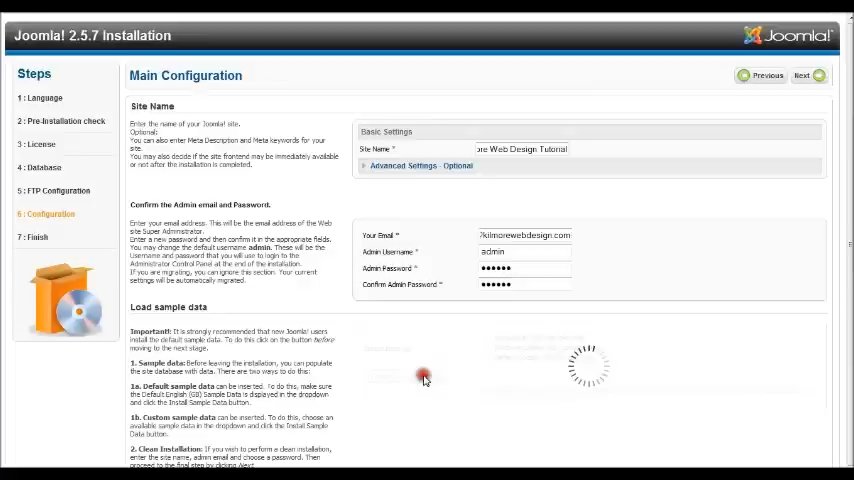 Joomla! 2.5.7 Installation
Joomla!
Steps
1 : Language
2 : Pre-Installation check
3 : License
4 : Database
5 : FTP Configuration
6 : Configuration
7 : Finish
Main Configuration
Previous
Next
Site Name
Enter the name of your Joomla! site.
Optional:
You can also enter Meta Description and Meta keywords for your
site.
You may also decide if the site frontend may be immediately available
or not after the installation is completed.
Basic Settings
Site Name *
ore Web Design Tutorial
Advanced Settings - Optional
Confirm the Admin email and Password.
Enter your email address. This will be the email address of the Web
site Super Administrator.
Enter a new password and then confirm it in the appropriate fields.
You may change the default username admin. These will be the
Username and password that you will use to login to the
Administrator Control Panel at the end of the installation.
If you are migrating, you can ignore this section. Your current
settings will be automatically migrated.
Your Email *
kilmorewebdesign.com
Admin Username *
admin
Admin Password *
••••••
Confirm Admin Password *
••••••
Load sample data
Important!: It is strongly recommended that new Joomla! users
install the default sample data. To do this click on the button before
moving to the next stage.
1. Sample data: Before leaving the installation, you can populate
the site database with data. There are two ways to do this:
1a. Default sample data can be inserted. To do this, make sure
the Default English (GB) Sample Data is displayed in the dropdown
and click the Install Sample Data button.
1b. Custom sample data can be inserted. To do this, choose an
available sample data in the dropdown and click the Install Sample
Data button.
2. Clean Installation: If you wish to perform a clean installation,
enter the site name, admin email and choose a password. Then
proceed to the final step by clicking Next